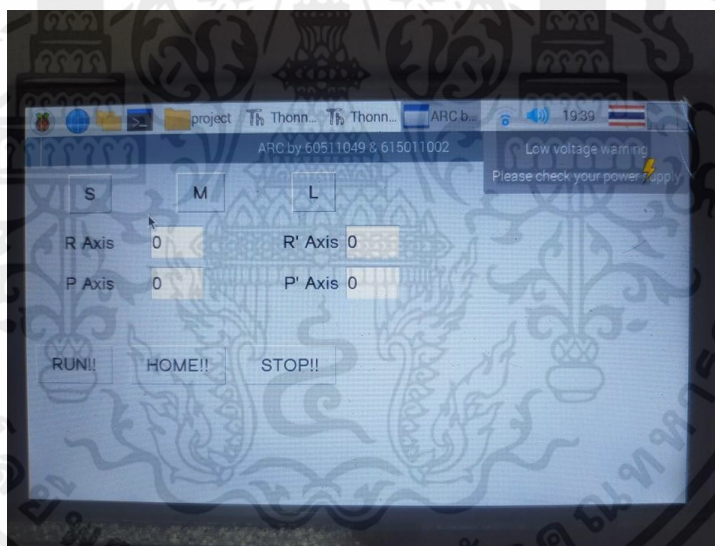 project Thonn... Thonn... ARC b... 19:39
ARC by 60511049 & 615011002
Low voltage warning
Please check your power supply
S M L
R Axis 0 R' Axis 0
P Axis 0 P' Axis 0
RUN!! HOME!! STOP!!